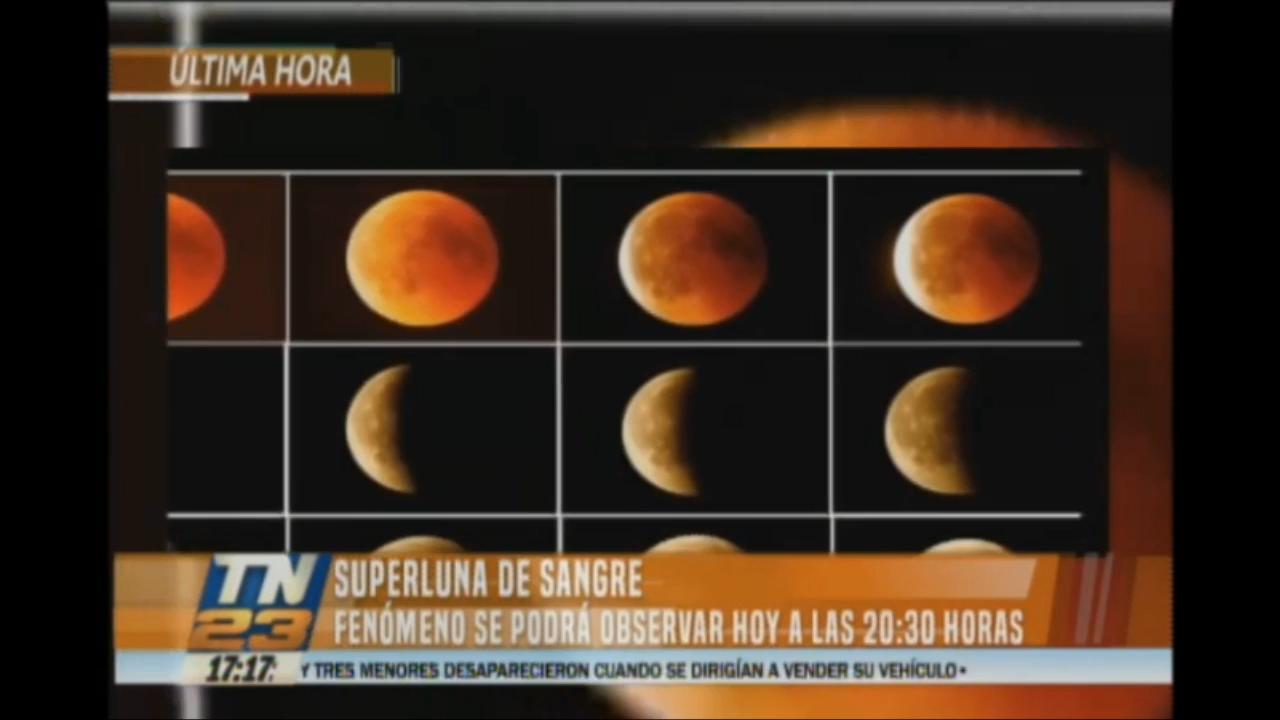 ÚLTIMA HORA
TN
23
SUPERLUNA DE SANGRE
FENÓMENO SE PODRÁ OBSERVAR HOY A LAS 20:30 HORAS
17:17
Y TRES MENORES DESAPARECIERON CUANDO SE DIRIGÍAN A VENDER SU VEHÍCULO•